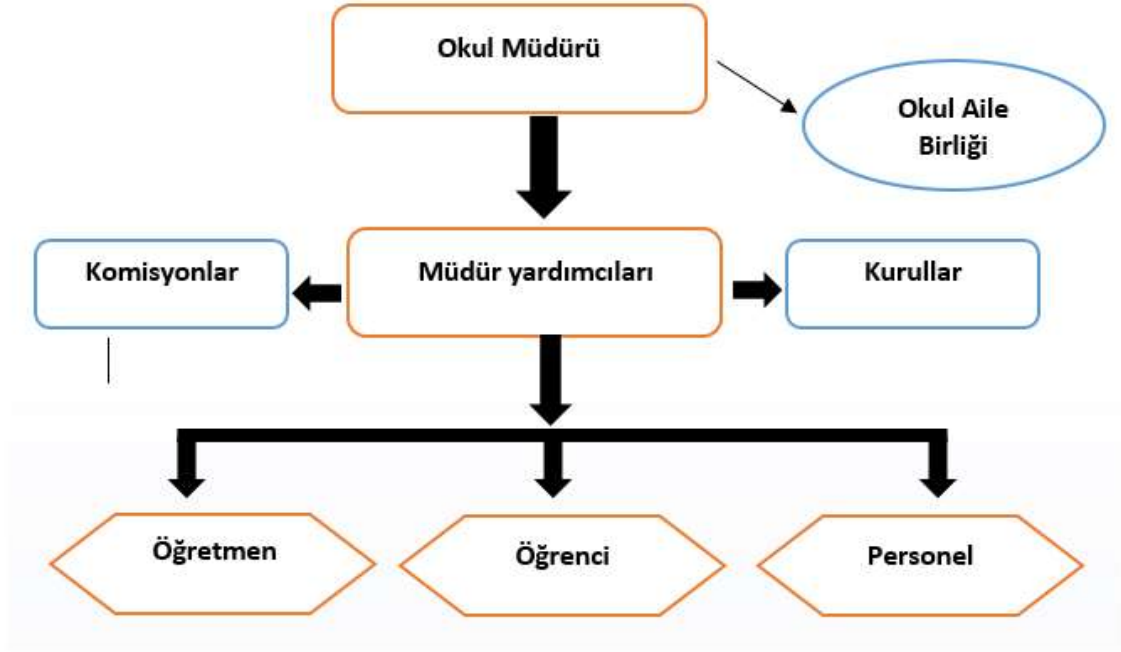 Okul Müdürü
Okul Aile
Birliği
Komisyonlar
Müdür yardımcıları
Kurullar
Öğretmen
Öğrenci
Personel